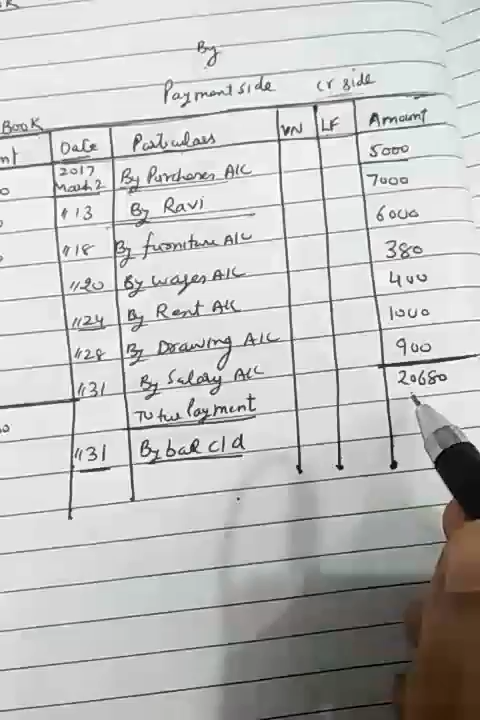 By
Payment side cr side
Book
Date Particulars VN LF Amount
2017
March 2 By Purchases A/C 5000
"13 By Ravi 7000
"18 By furniture A/C 6000
"20 By wages A/C 380
"24 By Rent A/C 400
"28 By Drawing A/C 1000
"31 By Salary A/C 900
Payment 20680
"31 By bal c/d